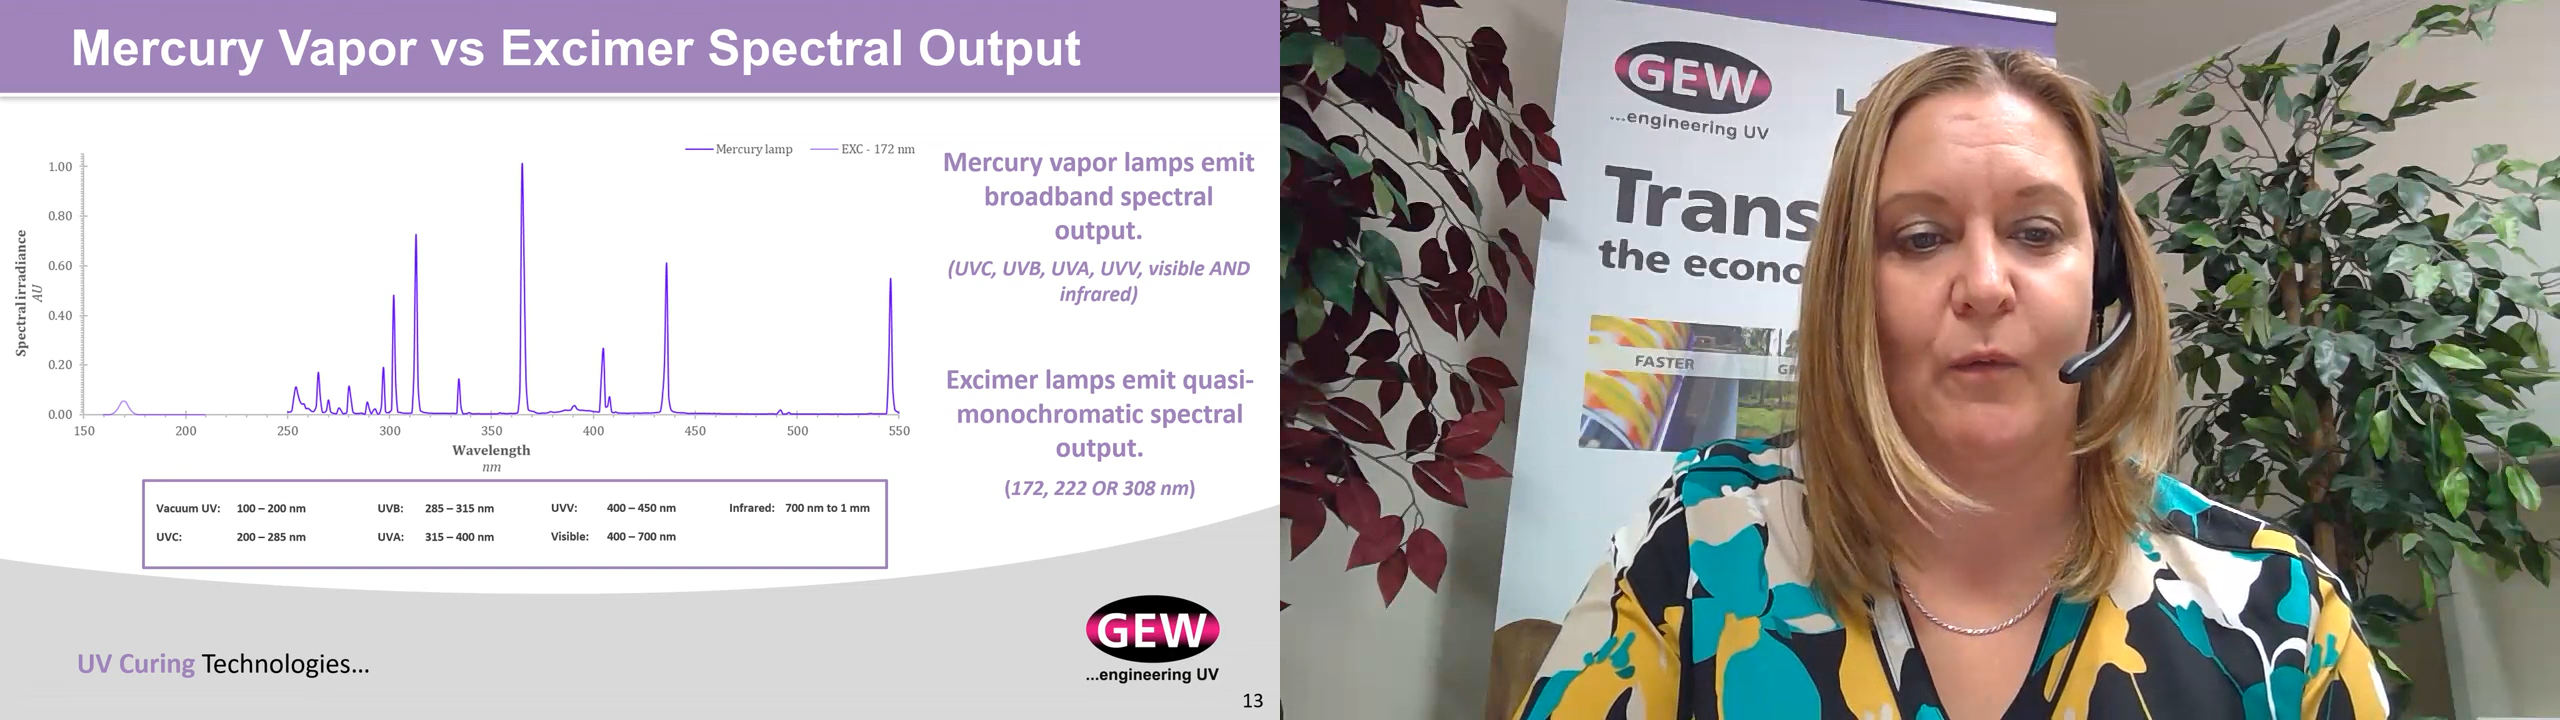 Mercury Vapor vs Excimer Spectral Output
Mercury lamp
EXC - 172 nm
Spectral irradiance
AU
1.00
0.80
0.60
0.40
0.20
0.00
150 200 250 300 350 400 450 500 550
Wavelength
nm
Mercury vapor lamps emit
broadband spectral
output.
(UVC, UVB, UVA, UVV, visible AND
infrared)
Excimer lamps emit quasi-
monochromatic spectral
output.
(172, 222 OR 308 nm)
Vacuum UV: 100 – 200 nm UVB: 285 – 315 nm UVV: 400 – 450 nm Infrared: 700 nm to 1 mm
UVC: 200 – 285 nm UVA: 315 – 400 nm Visible: 400 – 700 nm
UV Curing Technologies...
GEW
...engineering UV
13
GEW
...engineering UV
Trans
the econo
FASTER